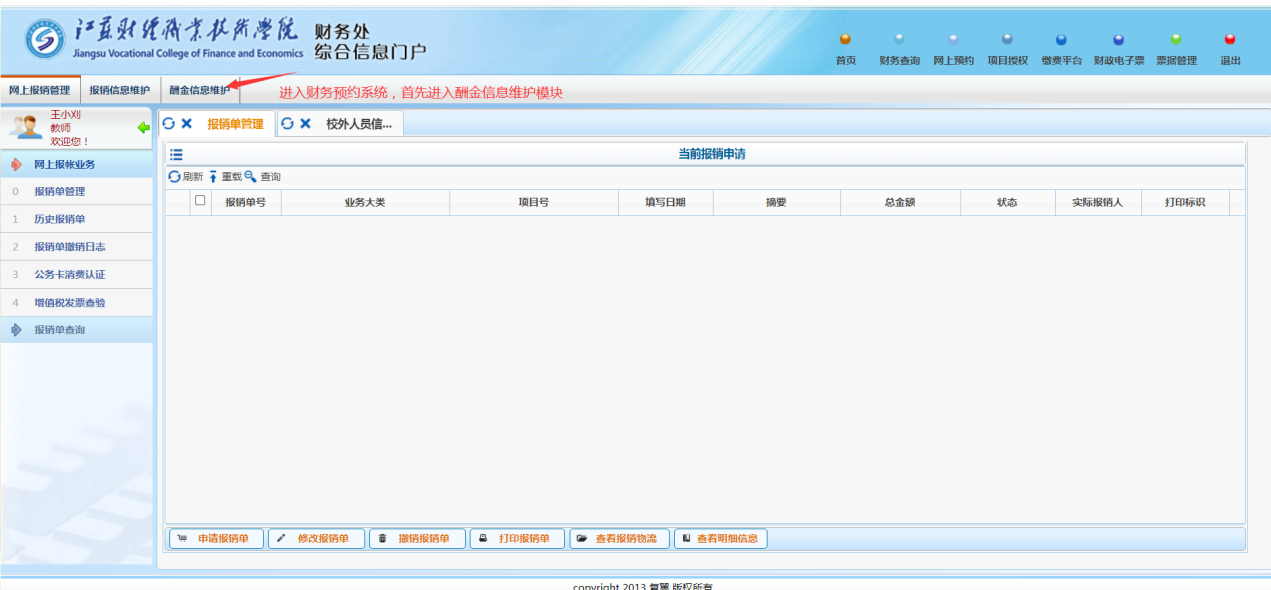 江苏财经职业技术学院
Jiangsu Vocational College of Finance and Economics
财务处
综合信息门户
首页 财务查询 网上预约 项目授权 缴费平台 财政电子票 票据管理 退出
网上报销管理 报销信息维护 酬金信息维护
进入财务预约系统，首先进入酬金信息维护模块
王小刘
教师
欢迎您！
报销单管理 校外人员信...
网上报帐业务
0 报销单管理
1 历史报销单
2 报销单撤销日志
3 公务卡消费认证
4 增值税发票查验
报销单查询
当前报销申请
刷新 重载 查询
报销单号 业务大类 项目号 填写日期 摘要 总金额 状态 实际报销人 打印标识
申请报销单 修改报销单 撤销报销单 打印报销单 查看报销物流 查看明细信息
copyright 2013 复翼 版权所有